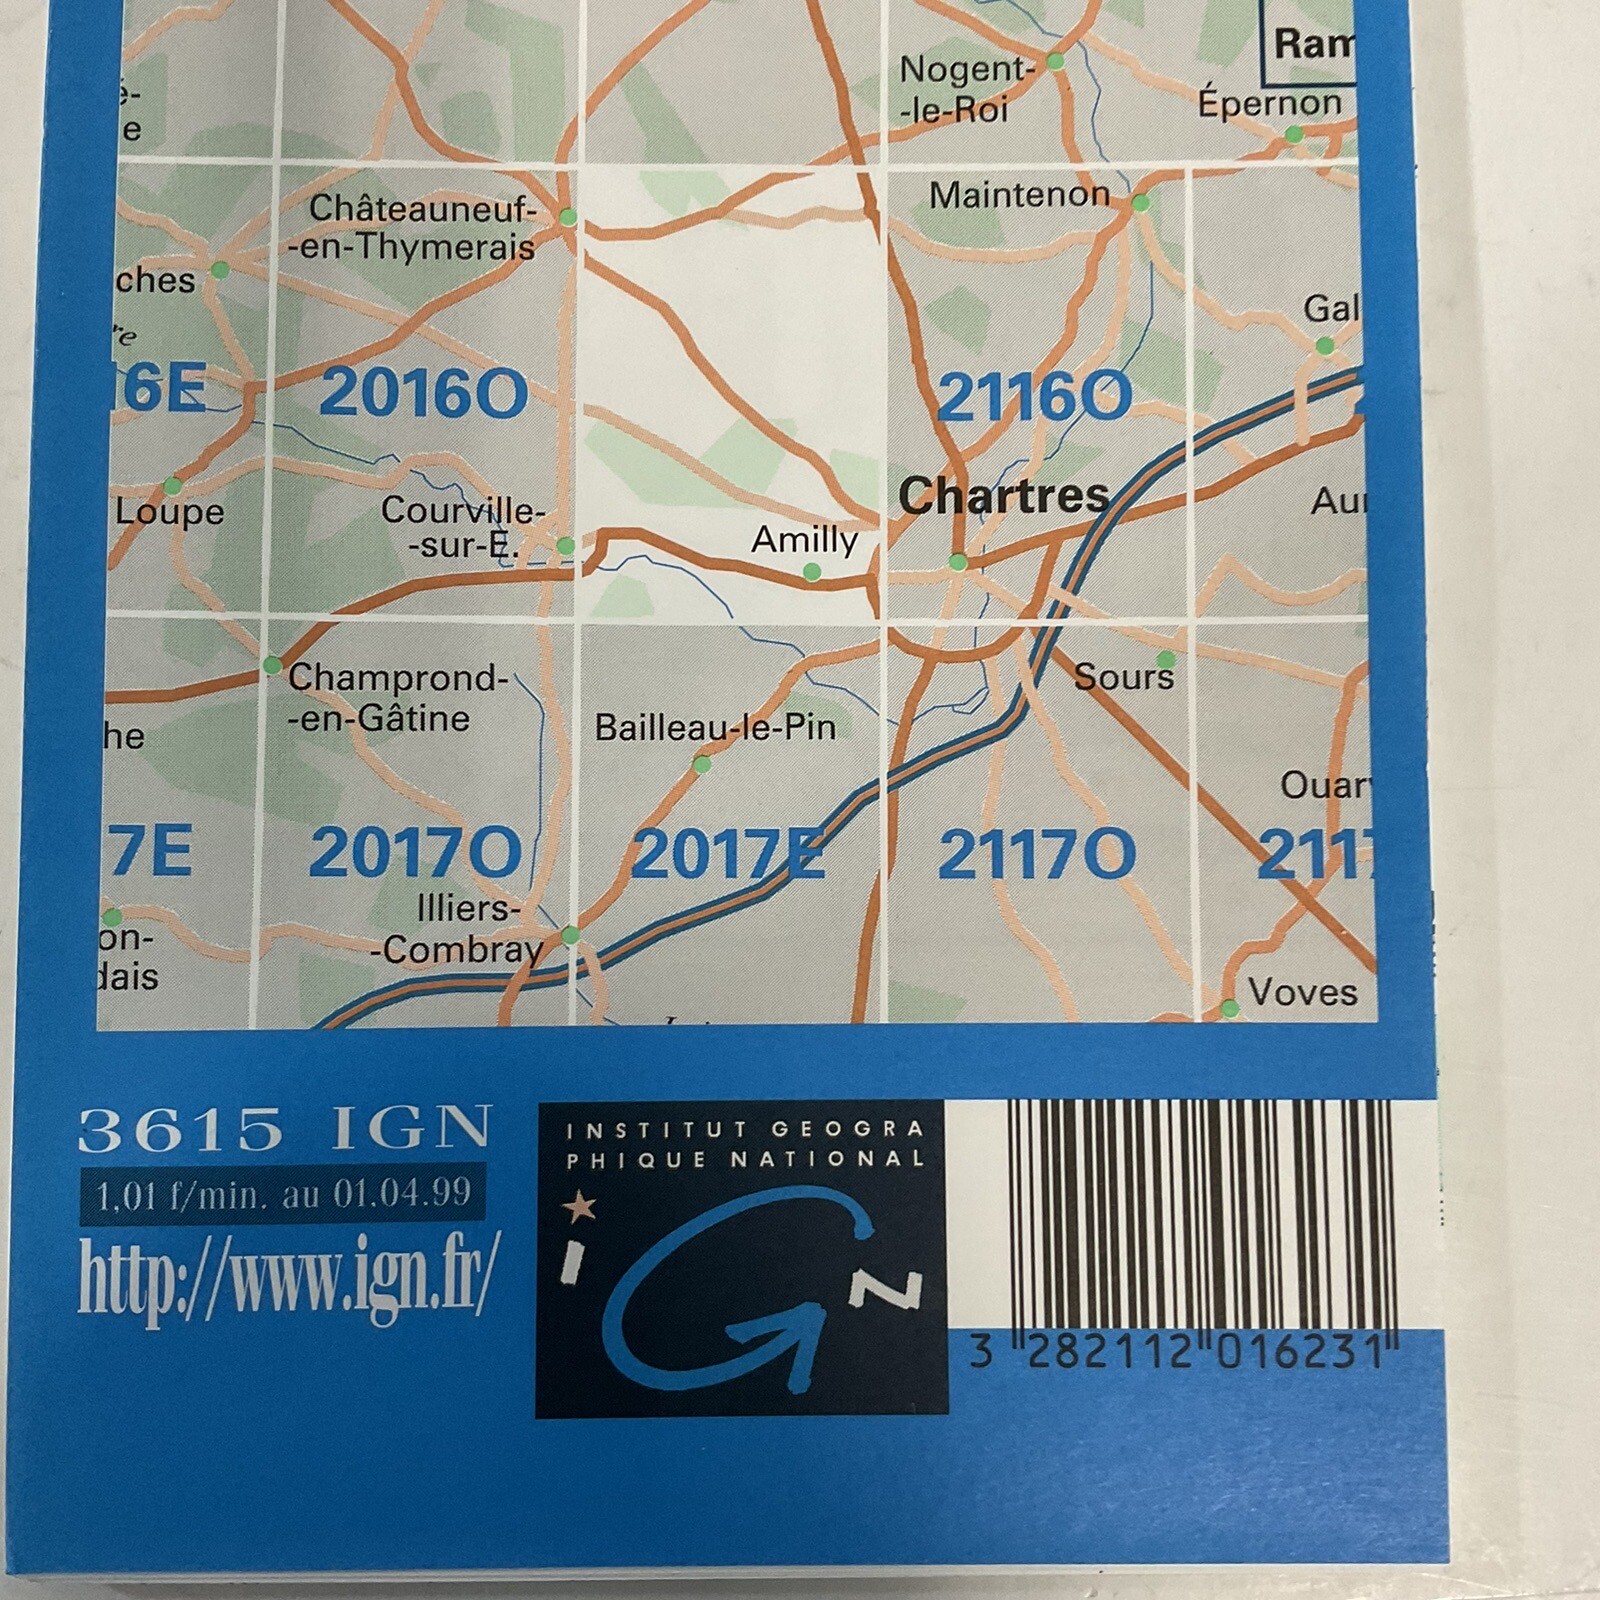 Ram
Nogent-
-le-Roi
Épernon
é-
e
Maintenon
Châteauneuf-
-en-Thymerais
ches
re
Gal
6E
2016O
2116O
Loupe
Courville-
-sur-E.
Amilly
Chartres
Au
Champrond-
-en-Gâtine
he
Bailleau-le-Pin
Sours
Ouar
7E
2017O
2017E
2117O
2117
Illiers-
-Combray
on-
dais
Voves
3615 IGN
1,01 f/min. au 01.04.99
http://www.ign.fr/
INSTITUT GEOGRA
PHIQUE NATIONAL
I G N
3 282112 016231